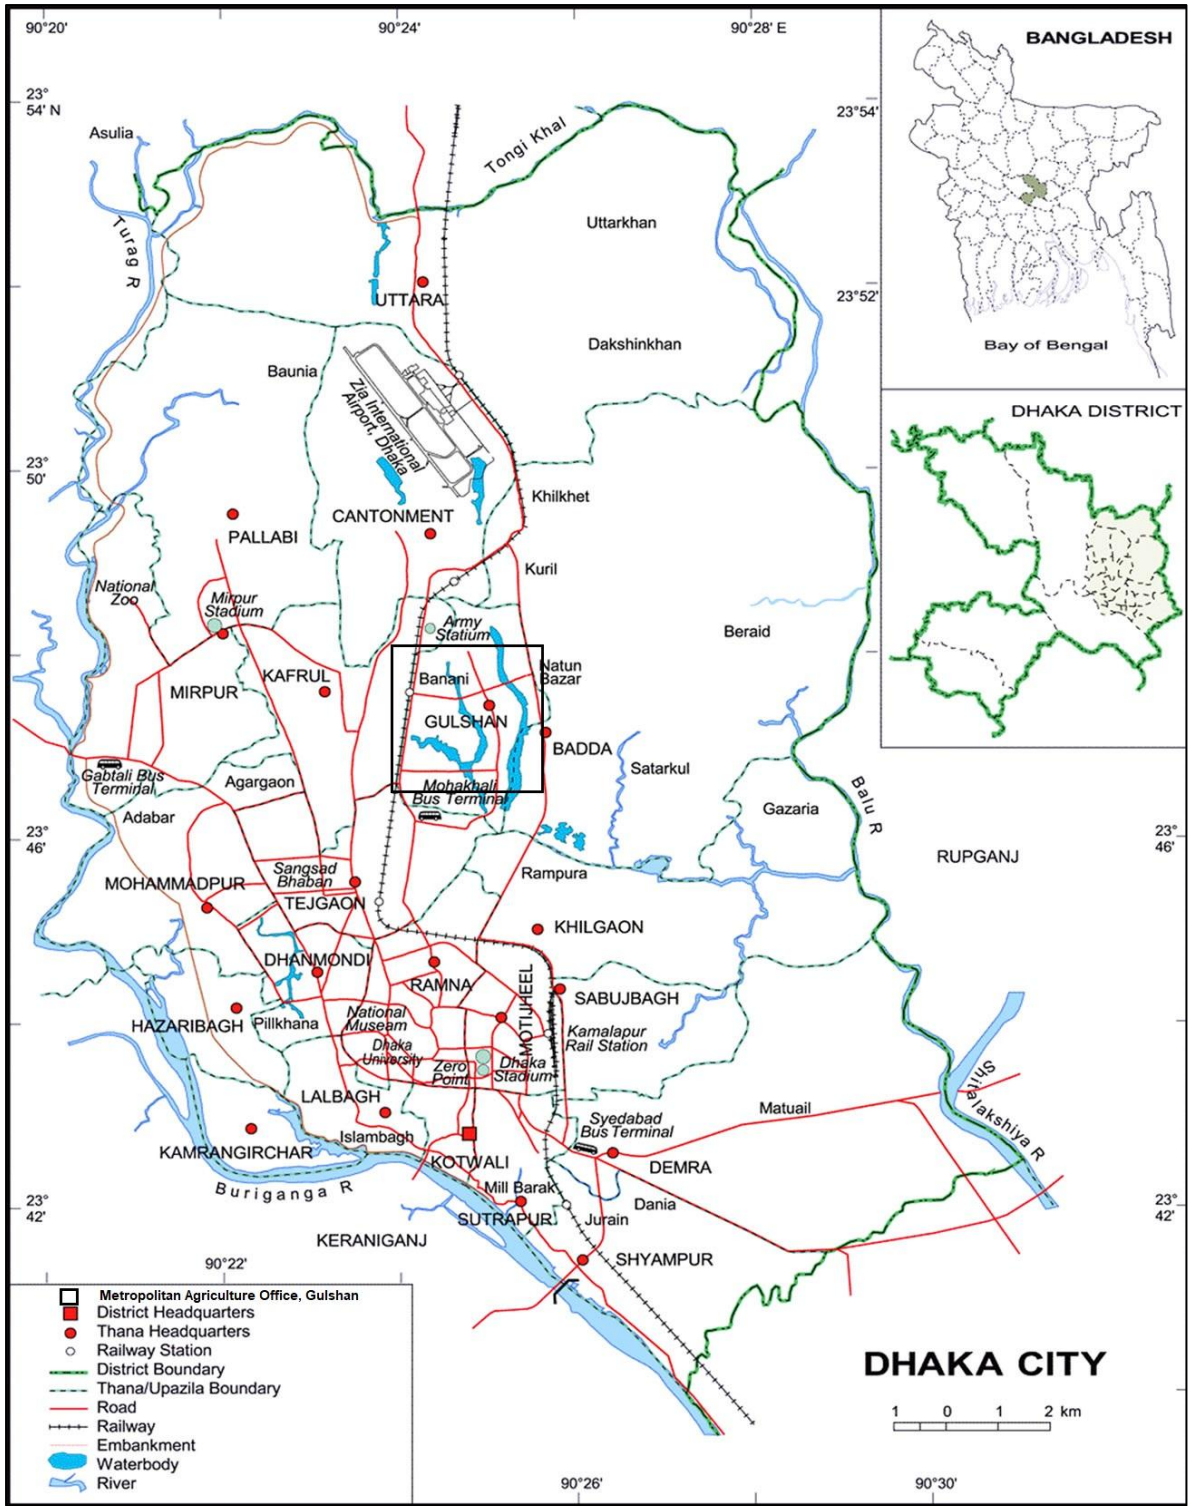 90°20'
90°24'
90°28' E
BANGLADESH
23°
54' N
23°54'
Asulia
Tongi Khal
Turag R
Uttarkhan
23°52'
UTTARA
Bay of Bengal
Dakshinkhan
Baunia
Zia International
Airport, Dhaka
DHAKA DISTRICT
23°
50'
Khilkhet
CANTONMENT
PALLABI
Kuril
National
Zoo
Mirpur
Stadium
Army
Statium
Beraid
Natun
Bazar
KAFRUL
Banani
MIRPUR
GULSHAN
BADDA
Satarkul
Gabtali Bus
Terminal
Agargaon
Mohakhali
Bus Terminal
Balu R
Gazaria
Adabar
23°
46'
23°
46'
RUPGANJ
Sangsad
Bhaban
Rampura
MOHAMMADPUR
TEJGAON
KHILGAON
DHANMONDI
RAMNA
MOTIJHEEL
SABUJBAGH
HAZARIBAGH
Pillkhana
National
Museam
Kamalapur
Rail Station
Dhaka
University
Zero
Point
Dhaka
Stadium
Shitalakshiya R
LALBAGH
Matuail
Syedabad
Bus Terminal
Islambagh
KAMRANGIRCHAR
KOTWALI
DEMRA
Buriganga R
Mill Barak
Dania
23°
42'
23°
42'
SUTRAPUR
Jurain
KERANIGANJ
SHYAMPUR
90°22'
Metropolitan Agriculture Office, Gulshan
District Headquarters
Thana Headquarters
Railway Station
District Boundary
Thana/Upazila Boundary
Road
Railway
Embankment
Waterbody
River
DHAKA CITY
1 0 1 2 km
90°26'
90°30'